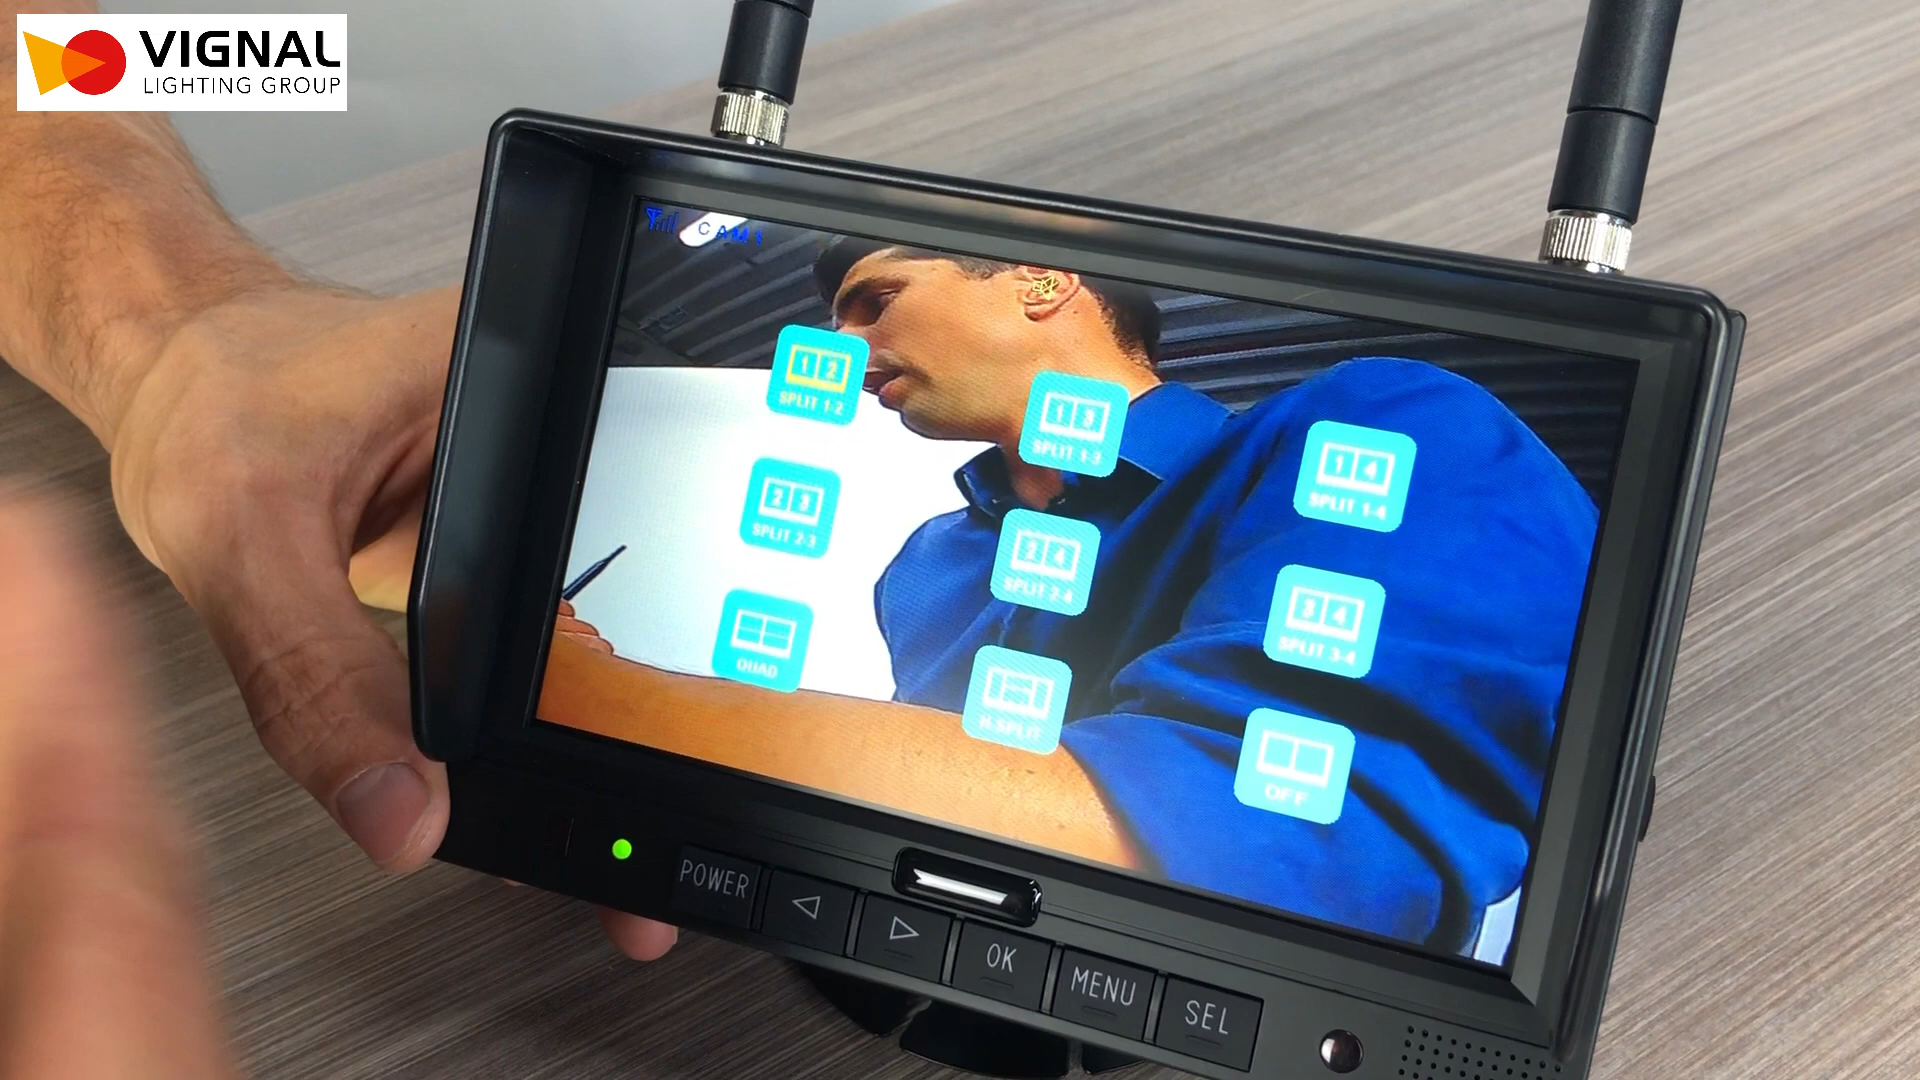 VIGNAL
LIGHTING GROUP
CAM1
1 2
SPLIT 1-2
1 3
SPLIT 1-3
1 4
SPLIT 1-4
2 3
SPLIT 2-3
2 4
SPLIT 2-4
3 4
SPLIT 3-4
QUAD
H-SPLIT
OFF
POWER
OK
MENU
SEL